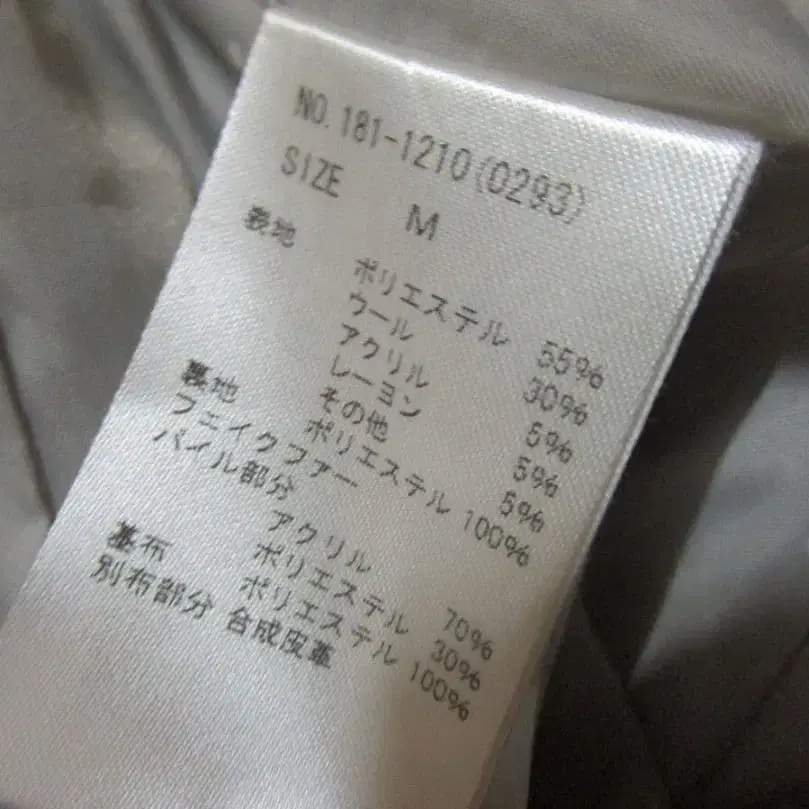 NO. 181-1210(0293)
SIZE M
表地 ポリエステル 55%
ウール 30%
アクリル 5%
レーヨン 5%
その他 5%
裏地 ポリエステル 100%
フェイクファー
パイル部分
アクリル 70%
ポリエステル 30%
基布 ポリエステル 100%
別布部分 合成皮革